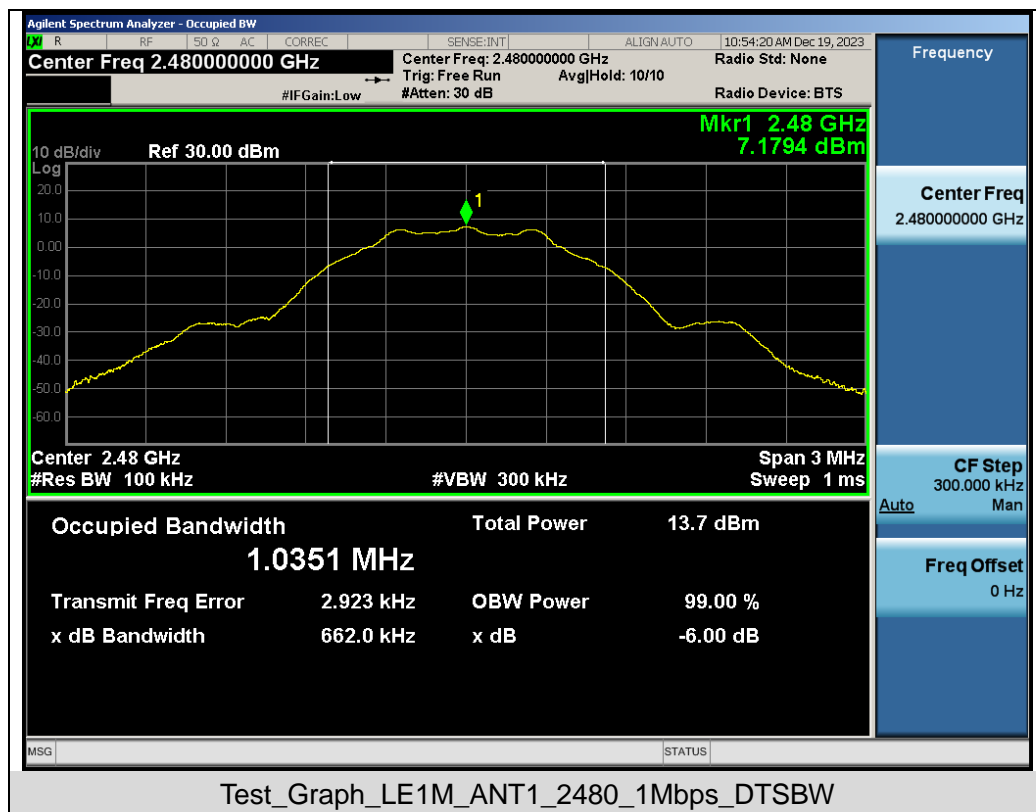 Agilent Spectrum Analyzer - Occupied BW
LXI R RF 50 Ω AC CORREC SENSE:INT ALIGN AUTO 10:54:20 AM Dec 19, 2023
Center Freq 2.480000000 GHz
Center Freq: 2.480000000 GHz
Radio Std: None
Trig: Free Run Avg|Hold: 10/10
#IFGain:Low
#Atten: 30 dB
Radio Device: BTS
Frequency
Mkr1 2.48 GHz
7.1794 dBm
10 dB/div Ref 30.00 dBm
Log
20.0
10.0
0.00
-10.0
-20.0
-30.0
-40.0
-50.0
-60.0
1
Center 2.48 GHz Span 3 MHz
#Res BW 100 kHz #VBW 300 kHz Sweep 1 ms
Center Freq
2.480000000 GHz
CF Step
300.000 kHz
Auto Man
Freq Offset
0 Hz
Occupied Bandwidth Total Power 13.7 dBm
1.0351 MHz
Transmit Freq Error 2.923 kHz OBW Power 99.00 %
x dB Bandwidth 662.0 kHz x dB -6.00 dB
MSG STATUS
Test_Graph_LE1M_ANT1_2480_1Mbps_DTSBW